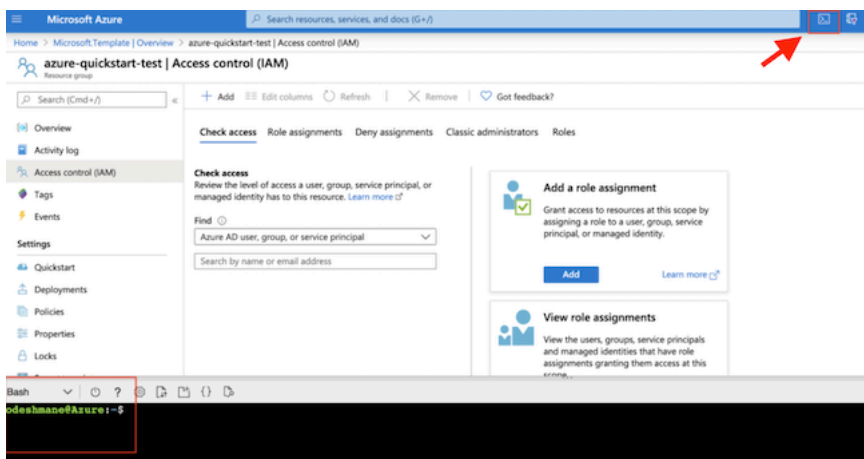 Microsoft Azure
Search resources, services, and docs (G+/)
Home > Microsoft.Template | Overview > azure-quickstart-test | Access control (IAM)
azure-quickstart-test | Access control (IAM)
Resource group
Search (Cmd+/)
«
+ Add
Edit columns
Refresh
Remove
Got feedback?
Overview
Activity log
Access control (IAM)
Tags
Events
Settings
Quickstart
Deployments
Policies
Properties
Locks
Check access
Role assignments
Deny assignments
Classic administrators
Roles
Check access
Review the level of access a user, group, service principal, or
managed identity has to this resource. Learn more
Find
Azure AD user, group, or service principal
Search by name or email address
Add a role assignment
Grant access to resources at this scope by
assigning a role to a user, group, service
principal, or managed identity.
Add
Learn more
View role assignments
View the users, groups, service principals
and managed identities that have role
assignments granting them access at this
scope.
Bash
?
{}
odeshmane@Azure:~$